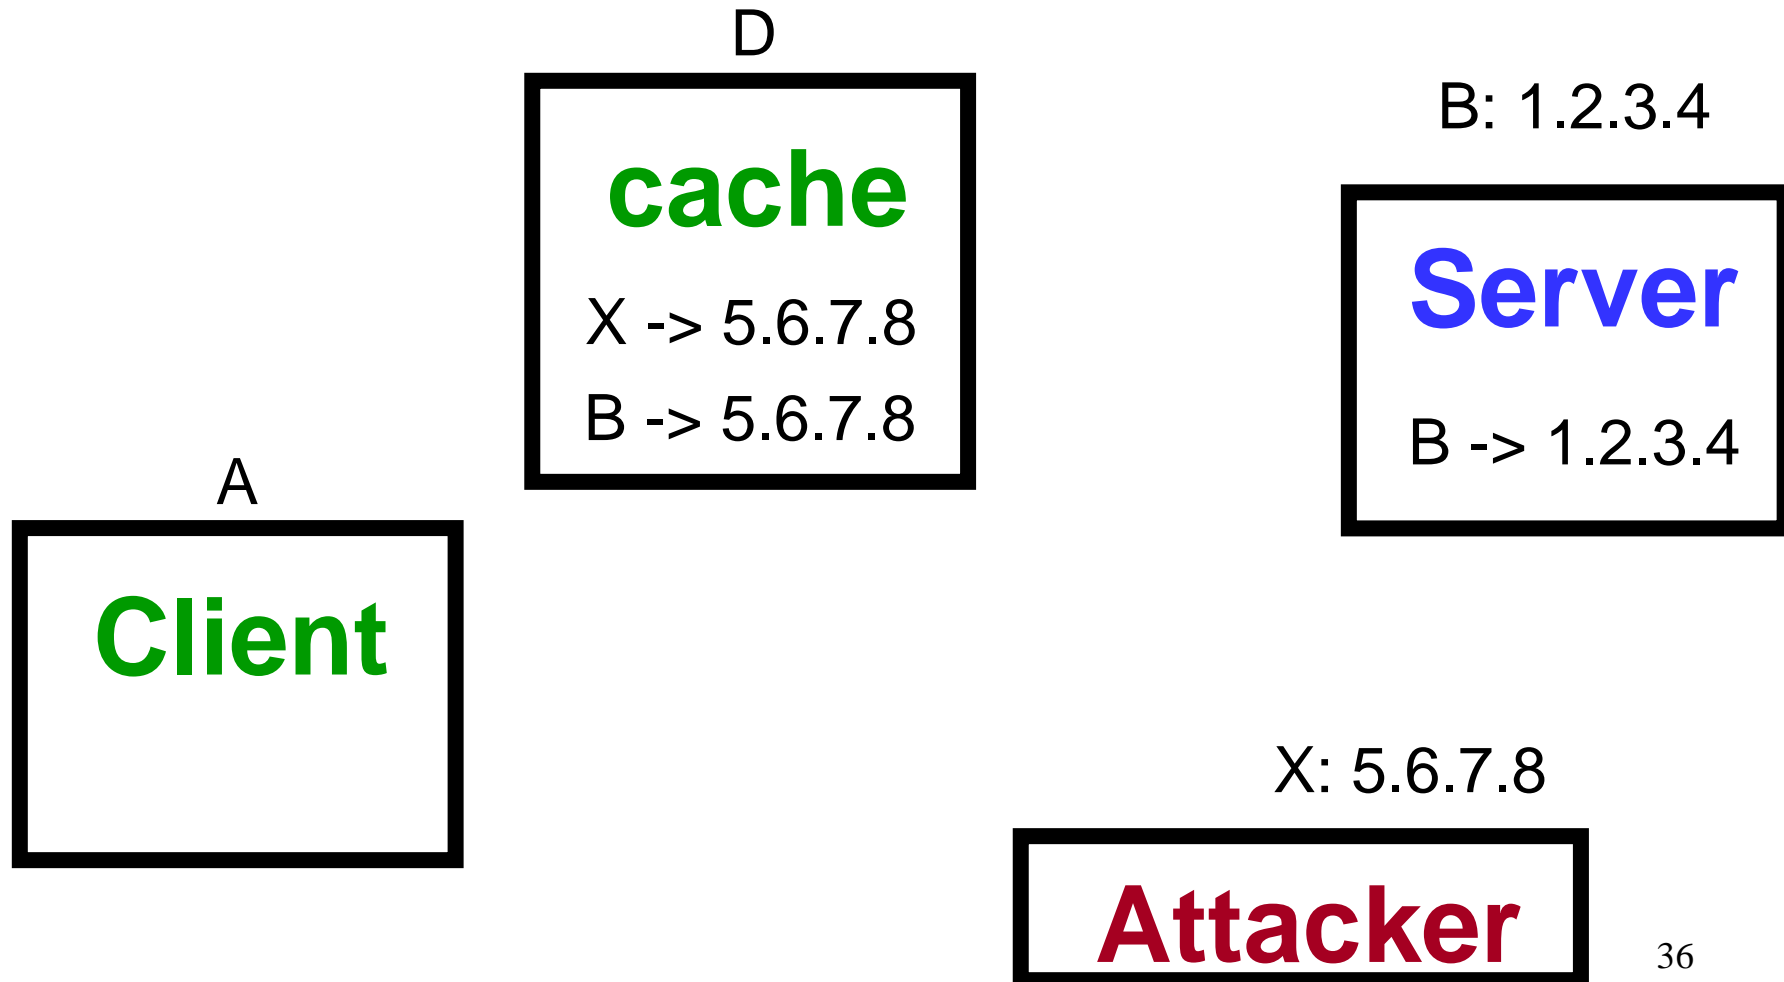 D
cache
X -> 5.6.7.8
B -> 5.6.7.8
B: 1.2.3.4
Server
B -> 1.2.3.4
A
Client
X: 5.6.7.8
Attacker
36